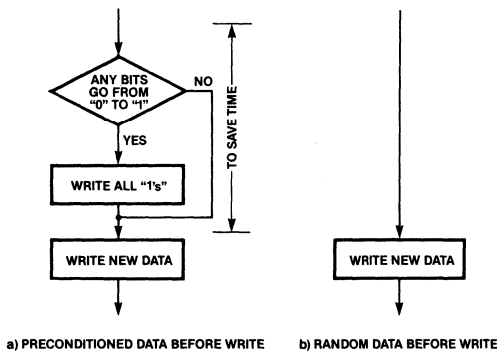 ANY BITS
GO FROM
“0” TO “1”
NO
YES
TO SAVE TIME
WRITE ALL “1’s”
WRITE NEW DATA
WRITE NEW DATA
a) PRECONDITIONED DATA BEFORE WRITE
b) RANDOM DATA BEFORE WRITE